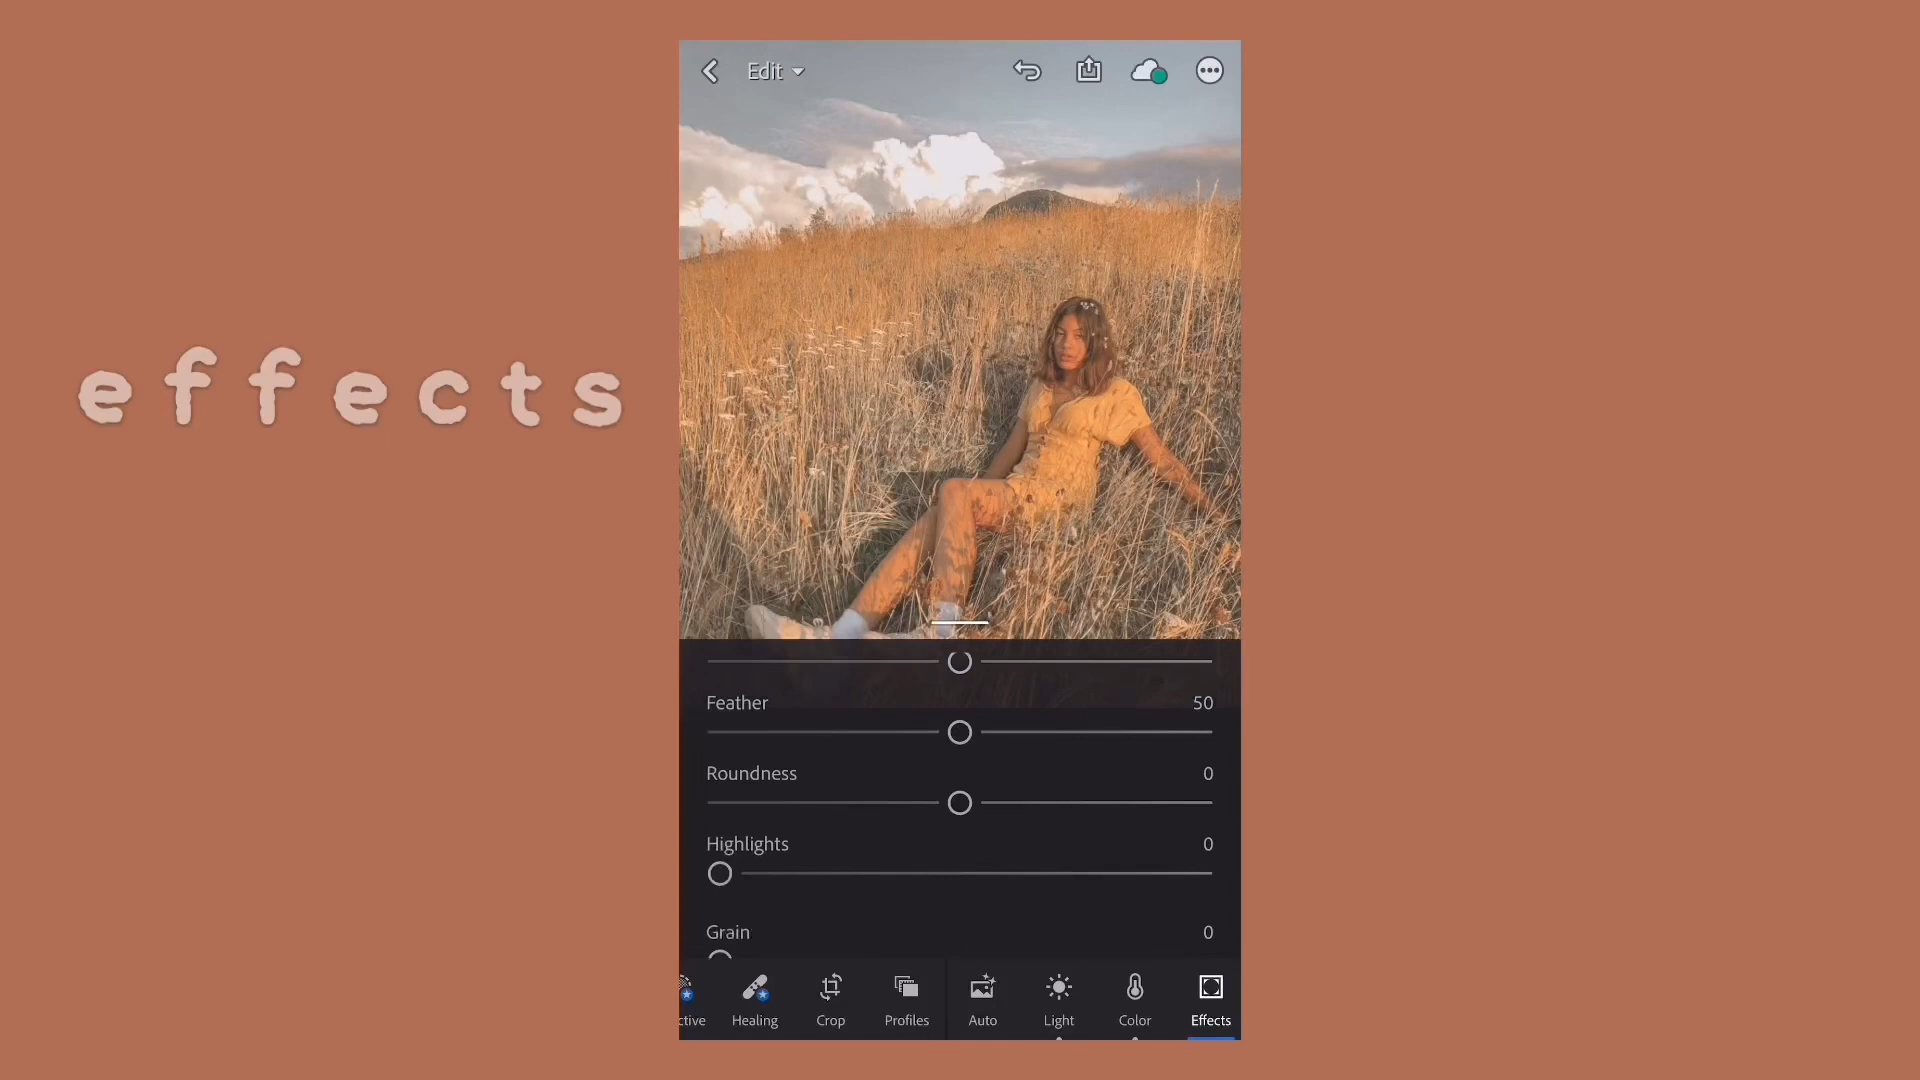 Edit
effects
Feather 50
Roundness 0
Highlights 0
Grain 0
ctive Healing Crop Profiles Auto Light Color Effects